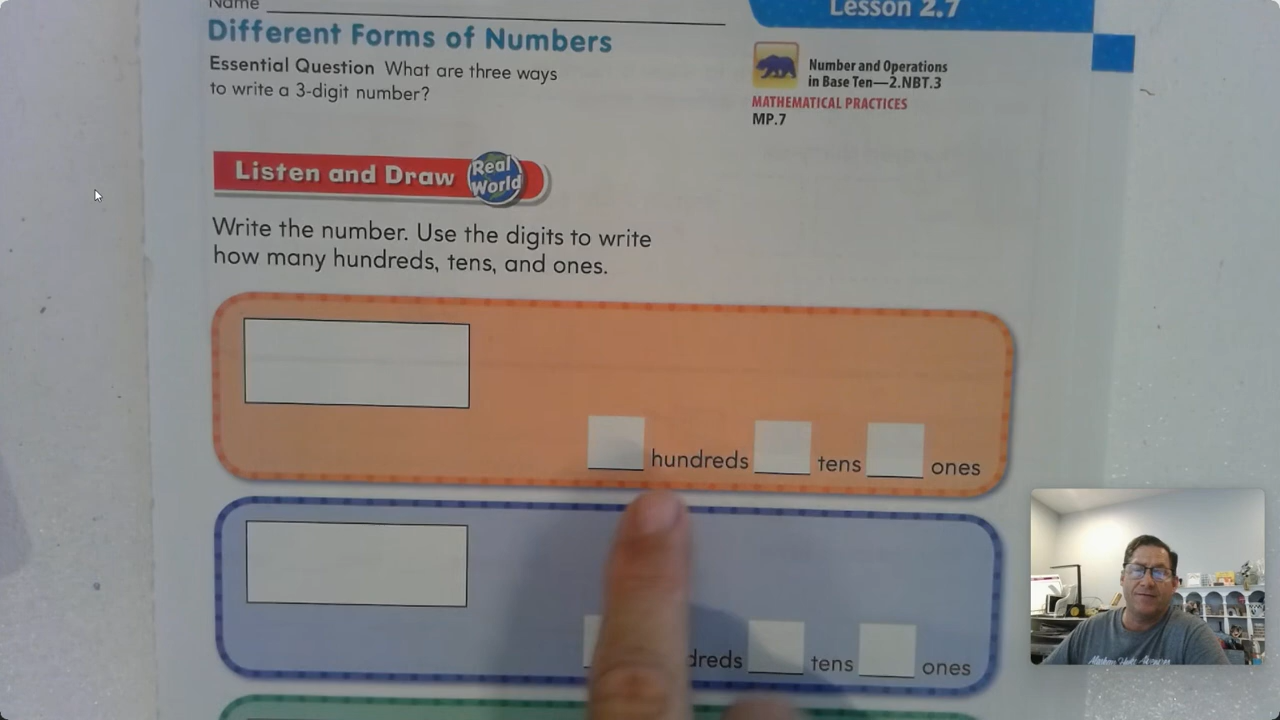 Name
Lesson 2.7
Different Forms of Numbers
Essential Question What are three ways
to write a 3-digit number?
Number and Operations
in Base Ten—2.NBT.3
MATHEMATICAL PRACTICES
MP.7
Listen and Draw Real World
Write the number. Use the digits to write
how many hundreds, tens, and ones.
hundreds tens ones
dreds tens ones